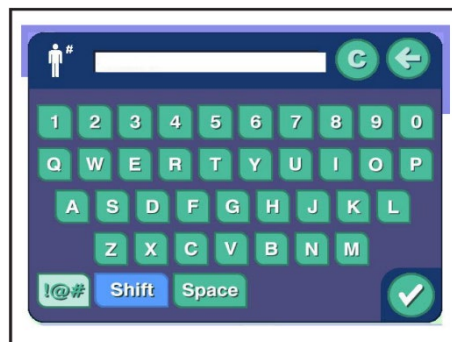 #
C
1 2 3 4 5 6 7 8 9 0
Q W E R T Y U I O P
A S D F G H J K L
Z X C V B N M
!@# Shift Space